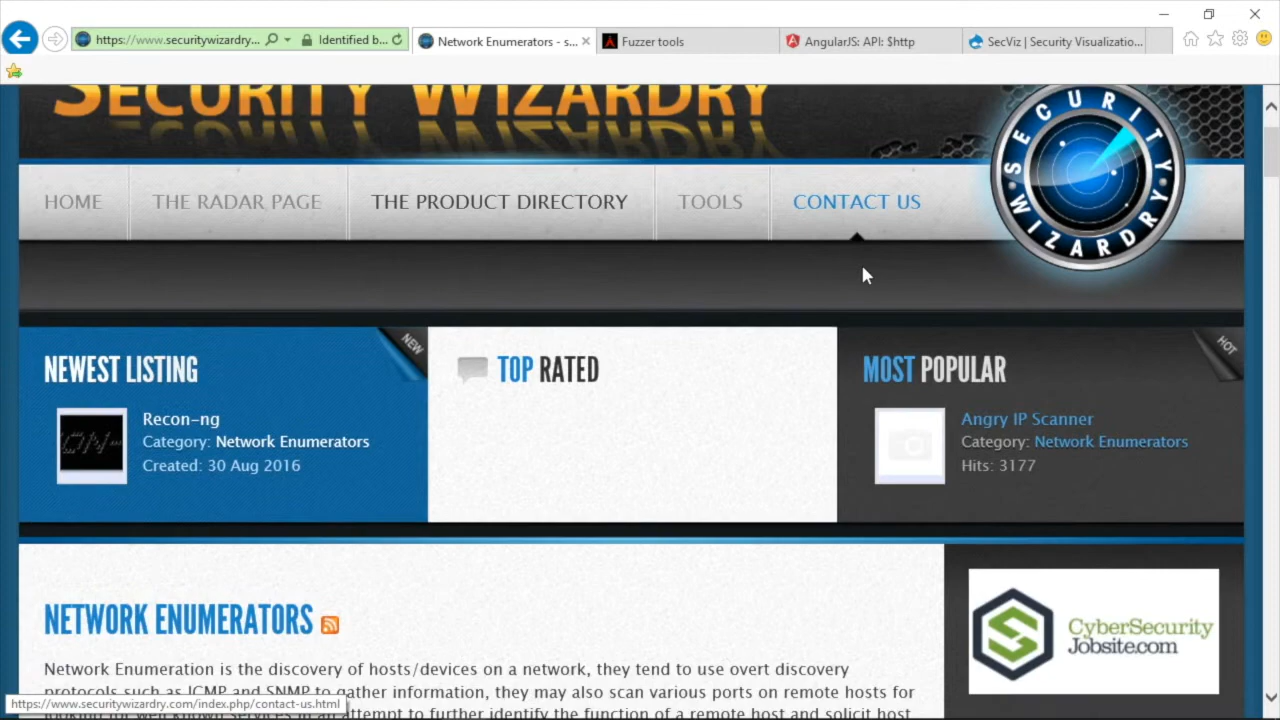 https://www.securitywizardry... Identified b... Network Enumerators - s... Fuzzer tools AngularJS: API: $http SecViz | Security Visualizatio...
SECURITY WIZARDRY
SECURITY WIZARDRY
HOME THE RADAR PAGE THE PRODUCT DIRECTORY TOOLS CONTACT US
NEWEST LISTING
NEW
Recon-ng
Category: Network Enumerators
Created: 30 Aug 2016
TOP RATED
MOST POPULAR
HOT
Angry IP Scanner
Category: Network Enumerators
Hits: 3177
NETWORK ENUMERATORS
Network Enumeration is the discovery of hosts/devices on a network, they tend to use overt discovery
protocols such as ICMP and SNMP to gather information, they may also scan various ports on remote hosts for
looking for well known services in an attempt to further identify the function of a remote host and solicit host
CyberSecurity
Jobsite.com
https://www.securitywizardry.com/index.php/contact-us.html